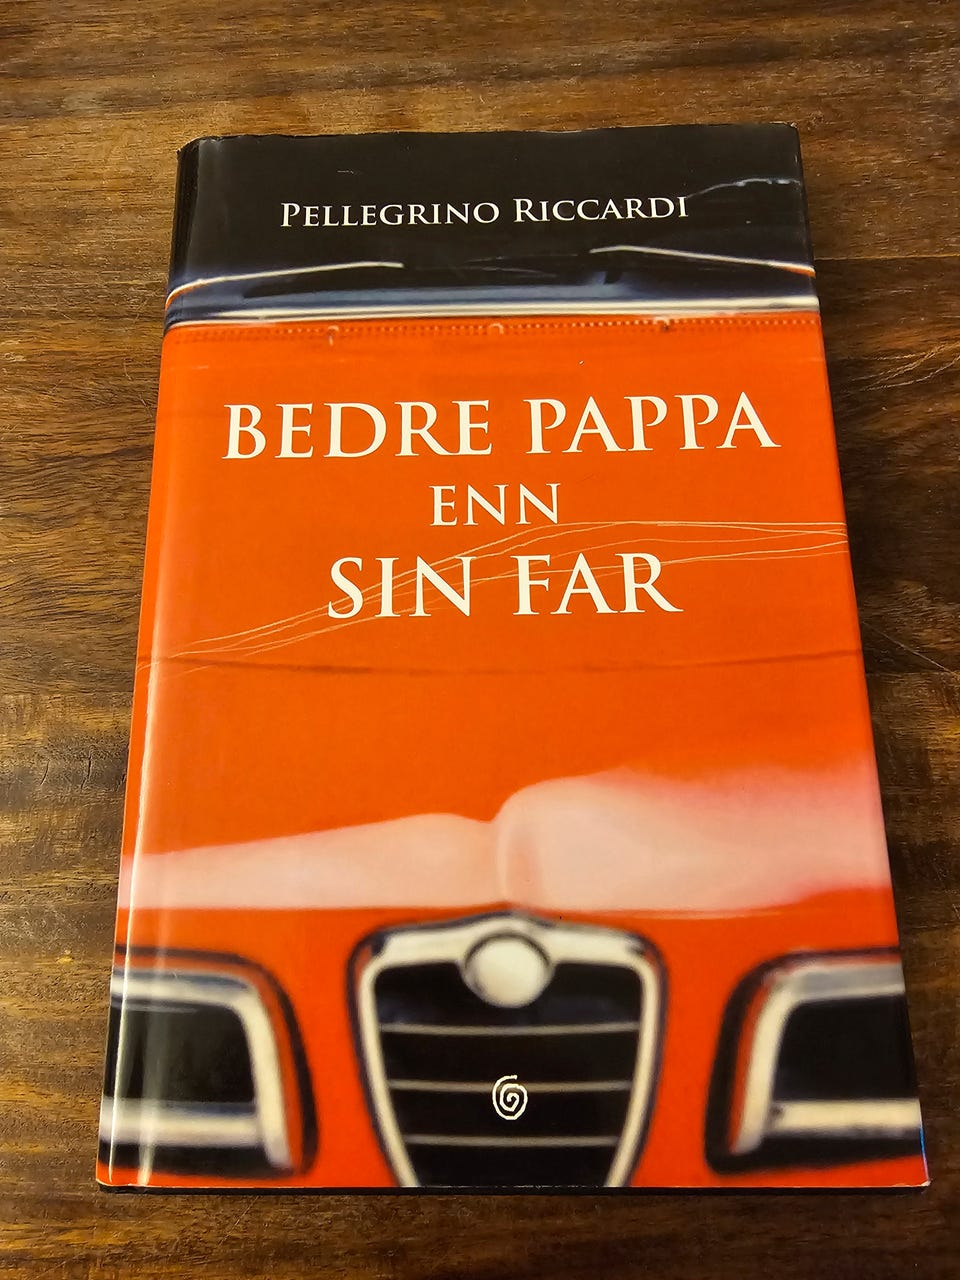 PELLEGRINO RICCARDI
BEDRE PAPPA
ENN
SIN FAR